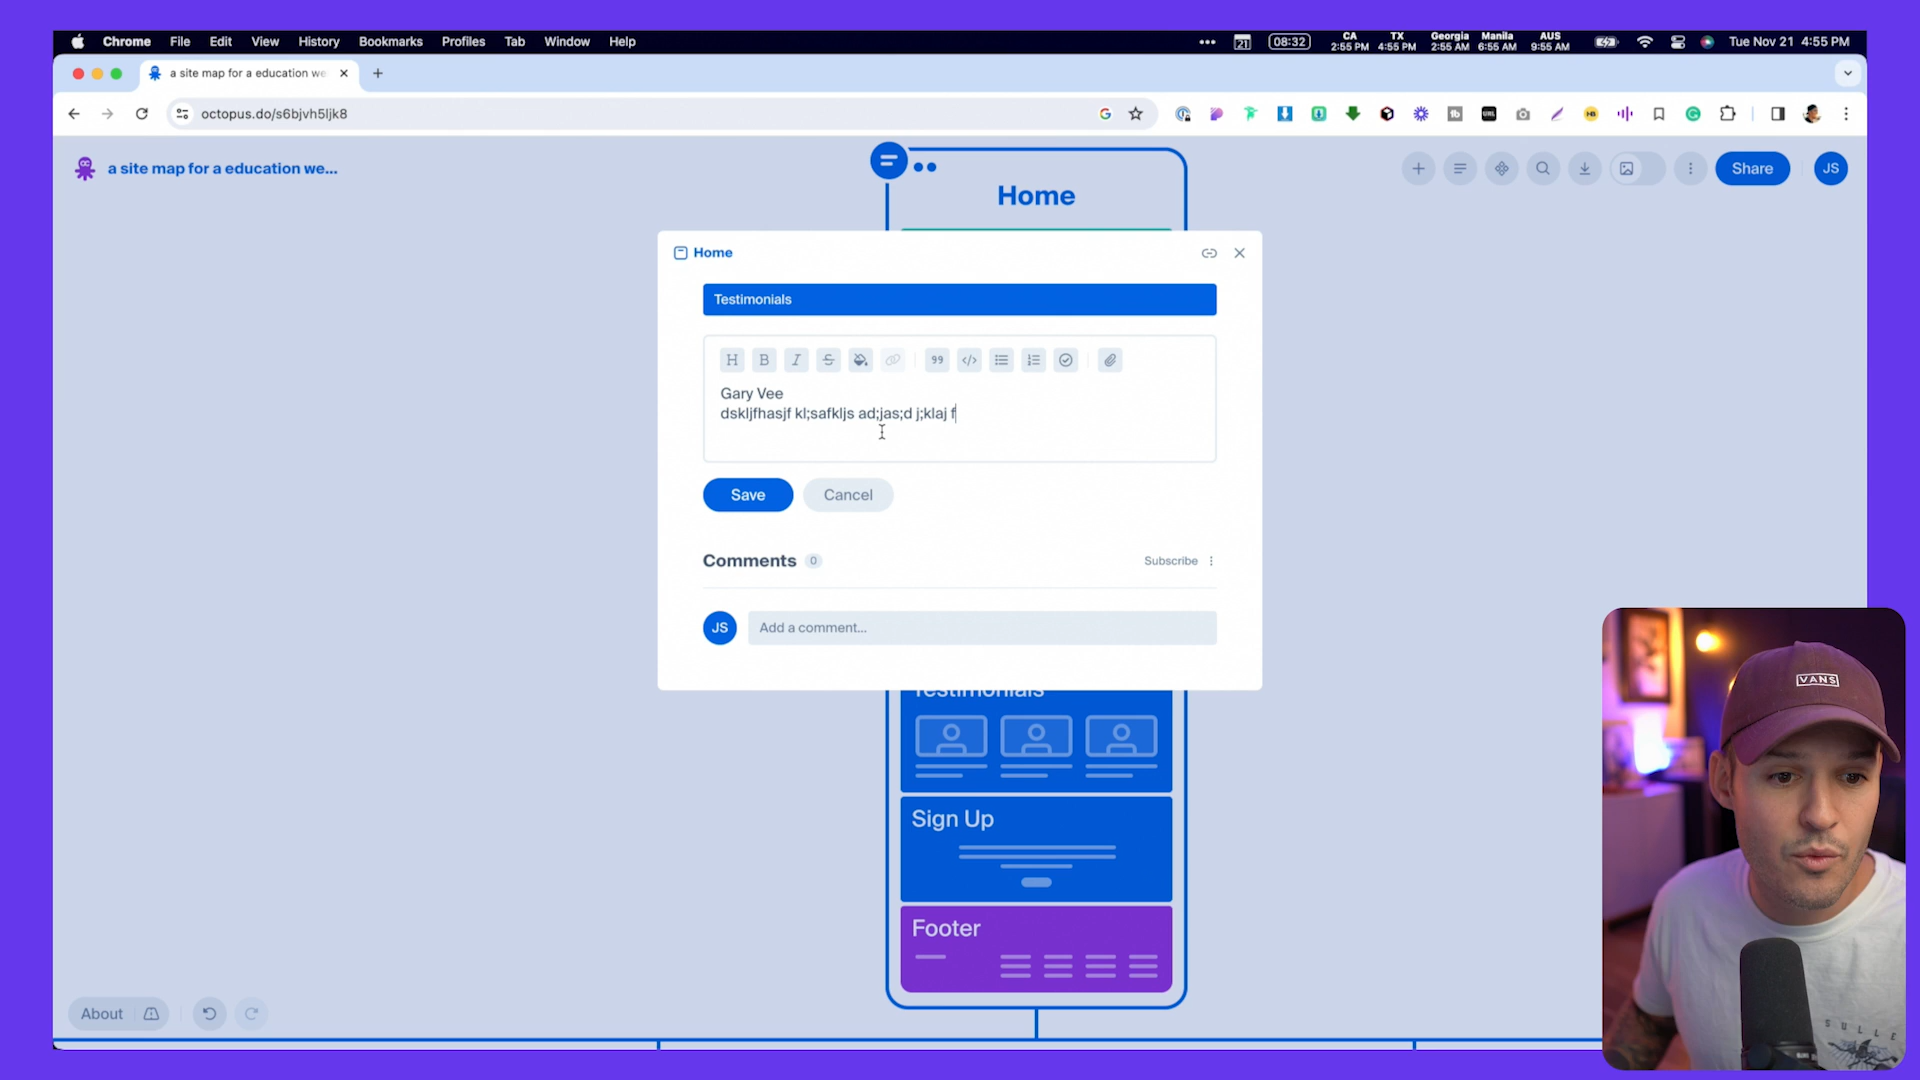 Chrome File Edit View History Bookmarks Profiles Tab Window Help
21
08:32
CA
2:55 PM
TX
4:55 PM
Georgia
2:55 AM
Manila
6:55 AM
AUS
9:55 AM
Tue Nov 21 4:55 PM
a site map for a education we
octopus.do/s6bjvh5ljk8
a site map for a education we...
Home
Share
JS
Home
Testimonials
H B I S 99 </>
Gary Vee
dskljfhasjf kl;safkljs ad;jas;d j;klaj f
Save
Cancel
Comments 0
Subscribe
JS
Add a comment...
Testimonials
Sign Up
Footer
About
VANS